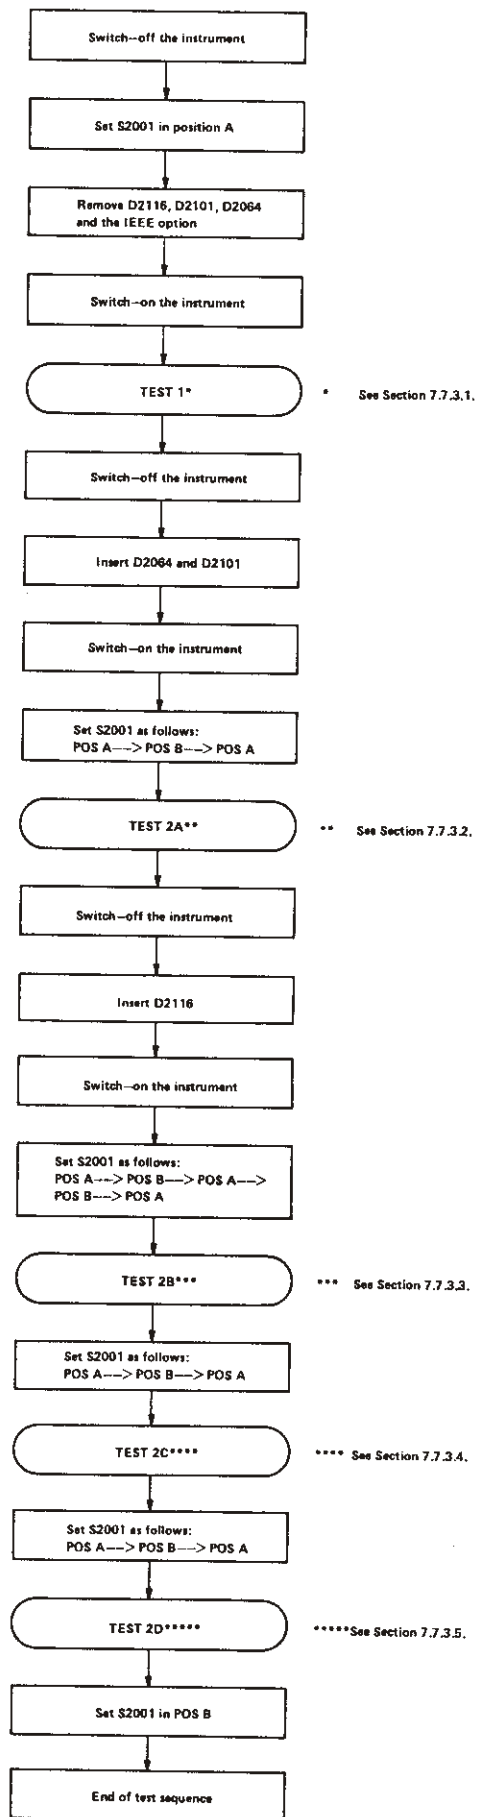 Switch—off the instrument
Set S2001 in position A
Remove D2116, D2101, D2064
and the IEEE option
Switch—on the instrument
TEST 1*
* See Section 7.7.3.1.
Switch—off the instrument
Insert D2064 and D2101
Switch—on the instrument
Set S2001 as follows:
POS A——> POS B——> POS A
TEST 2A**
** See Section 7.7.3.2.
Switch—off the instrument
Insert D2116
Switch—on the instrument
Set S2001 as follows:
POS A——> POS B——> POS A——>
POS B——> POS A
TEST 2B***
*** See Section 7.7.3.3.
Set S2001 as follows:
POS A——> POS B——> POS A
TEST 2C****
**** See Section 7.7.3.4.
Set S2001 as follows:
POS A——> POS B——> POS A
TEST 2D*****
*****See Section 7.7.3.5.
Set S2001 in POS B
End of test sequence